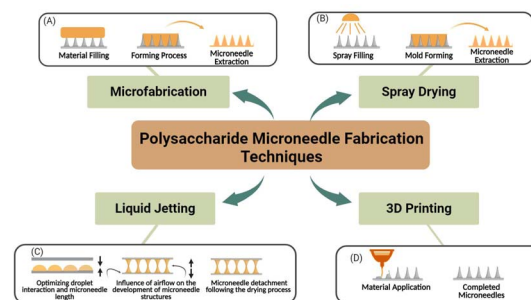 (A)
Material Filling
Forming Process
Microneedle
Extraction
(B)
Spray Filling
Mold Forming
Microneedle
Extraction
Microfabrication
Spray Drying
Polysaccharide Microneedle Fabrication
Techniques
Liquid Jetting
3D Printing
(C)
Optimizing droplet
interaction and microneedle
length
Influence of airflow on the
development of microneedle
structures
Microneedle detachment
following the drying process
(D)
Material Application
Completed
Microneedles